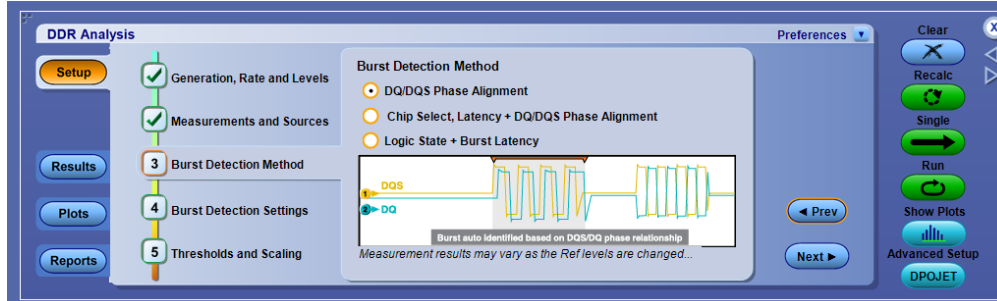 DDR Analysis
Preferences
Clear
X
Setup
Generation, Rate and Levels
Burst Detection Method
DQ/DQS Phase Alignment
Recalc
Measurements and Sources
Chip Select, Latency + DQ/DQS Phase Alignment
Single
Logic State + Burst Latency
Results
3 Burst Detection Method
Run
1 DQS
2 DQ
Plots
4 Burst Detection Settings
◄ Prev
Show Plots
Burst auto identified based on DQS/DQ phase relationship
Reports
5 Thresholds and Scaling
Measurement results may vary as the Ref levels are changed...
Next ►
Advanced Setup
DPOJET